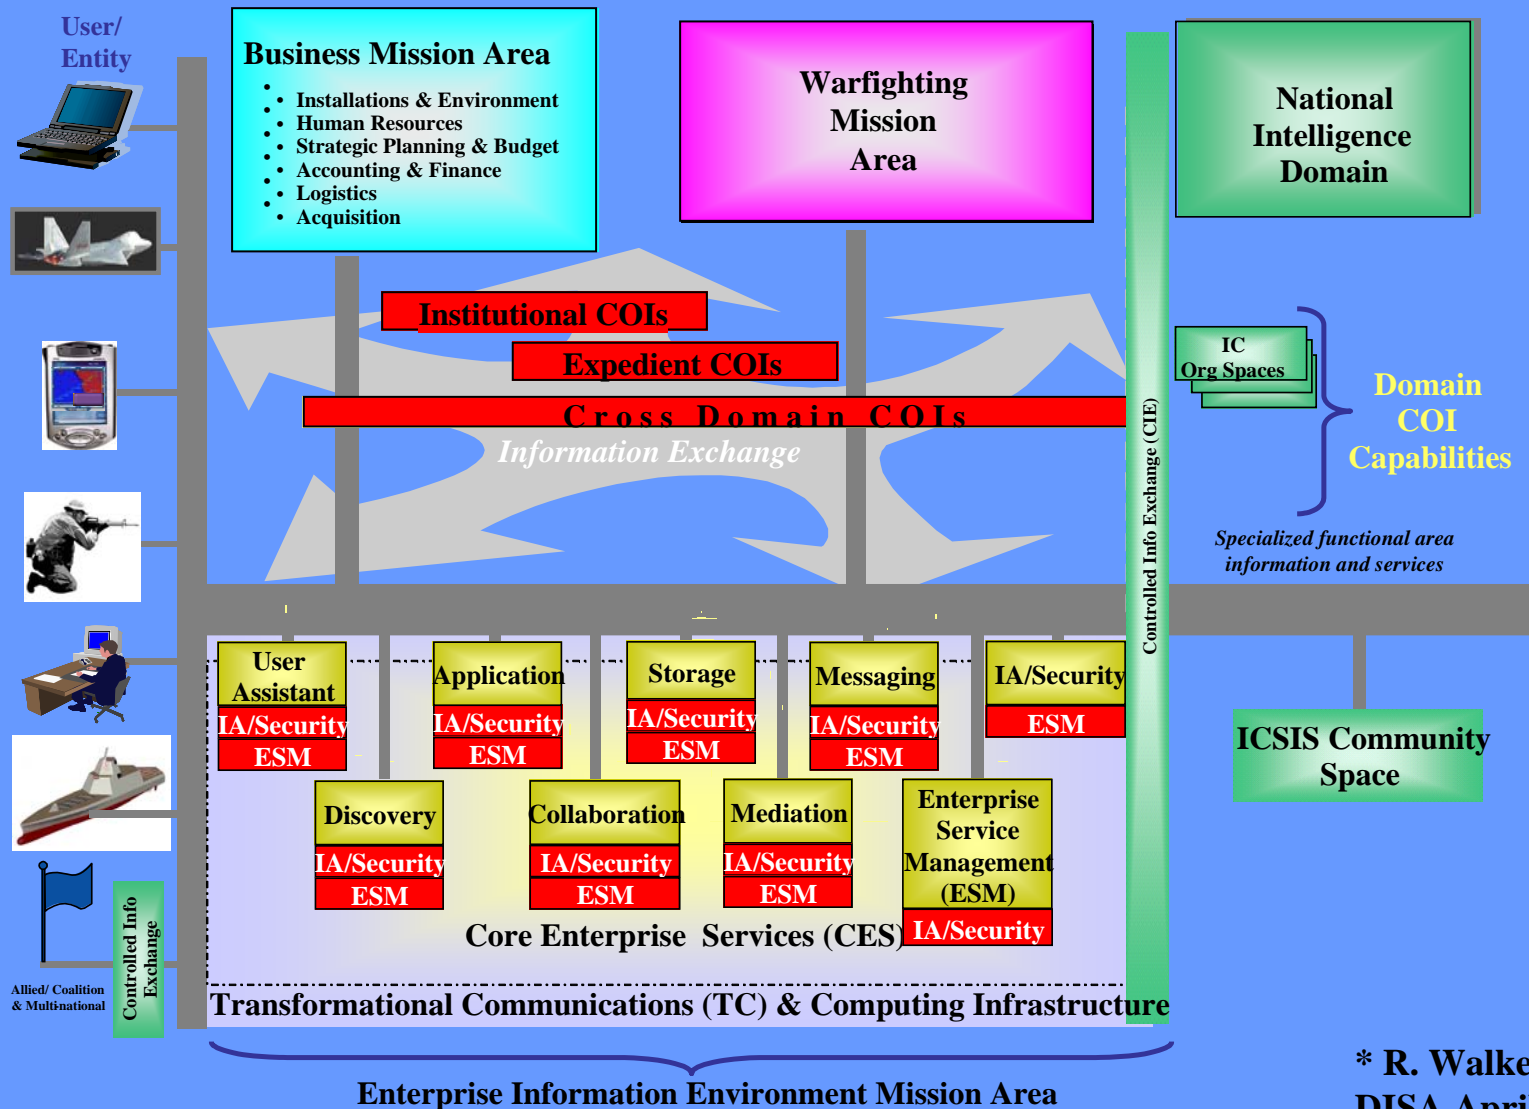 User/
Entity
Business Mission Area
• Installations & Environment
• Human Resources
• Strategic Planning & Budget
• Accounting & Finance
• Logistics
• Acquisition
Warfighting
Mission
Area
National
Intelligence
Domain
Institutional COIs
Expedient COIs
Cross Domain COIs
Information Exchange
Controlled Info Exchange (CIE)
IC
Org Spaces
Domain
COI
Capabilities
Specialized functional area
information and services
User
Assistant
IA/Security
ESM
Application
IA/Security
ESM
Storage
IA/Security
ESM
Messaging
IA/Security
ESM
IA/Security
ESM
Discovery
IA/Security
ESM
Collaboration
IA/Security
ESM
Mediation
IA/Security
ESM
Enterprise
Service
Management
(ESM)
IA/Security
ICSIS Community
Space
Core Enterprise Services (CES)
Controlled Info
Exchange
Allied/ Coalition
& Multi-national
Transformational Communications (TC) & Computing Infrastructure
Enterprise Information Environment Mission Area
* R. Walke
DISA April